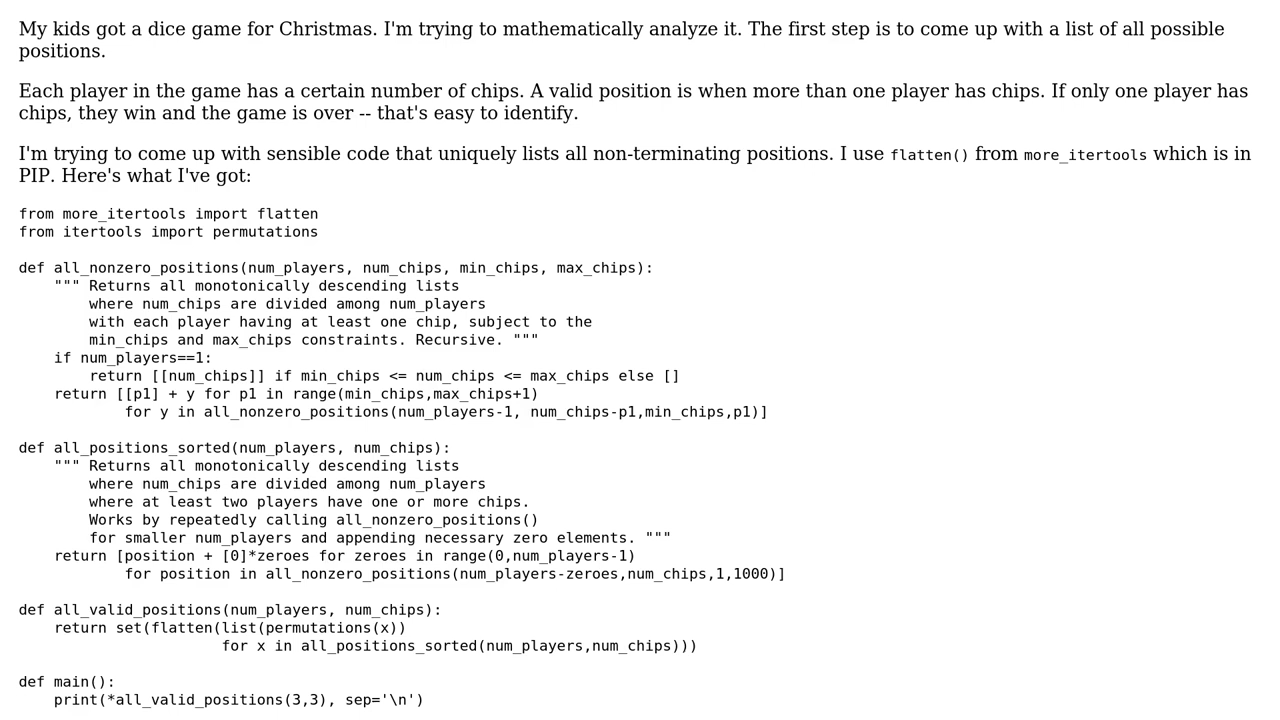 My kids got a dice game for Christmas. I'm trying to mathematically analyze it. The first step is to come up with a list of all possible
positions.
Each player in the game has a certain number of chips. A valid position is when more than one player has chips. If only one player has
chips, they win and the game is over -- that's easy to identify.
I'm trying to come up with sensible code that uniquely lists all non-terminating positions. I use flatten() from more_itertools which is in
PIP. Here's what I've got:
from more_itertools import flatten
from itertools import permutations
def all_nonzero_positions(num_players, num_chips, min_chips, max_chips):
    """ Returns all monotonically descending lists
        where num_chips are divided among num_players
        with each player having at least one chip, subject to the
        min_chips and max_chips constraints. Recursive. """
    if num_players==1:
        return [[num_chips]] if min_chips <= num_chips <= max_chips else []
    return [[p1] + y for p1 in range(min_chips,max_chips+1)
            for y in all_nonzero_positions(num_players-1, num_chips-p1,min_chips,p1)]
def all_positions_sorted(num_players, num_chips):
    """ Returns all monotonically descending lists
        where num_chips are divided among num_players
        where at least two players have one or more chips.
        Works by repeatedly calling all_nonzero_positions()
        for smaller num_players and appending necessary zero elements. """
    return [position + [0]*zeroes for zeroes in range(0,num_players-1)
            for position in all_nonzero_positions(num_players-zeroes,num_chips,1,1000)]
def all_valid_positions(num_players, num_chips):
    return set(flatten(list(permutations(x))
                       for x in all_positions_sorted(num_players,num_chips)))
def main():
    print(*all_valid_positions(3,3), sep='\n')